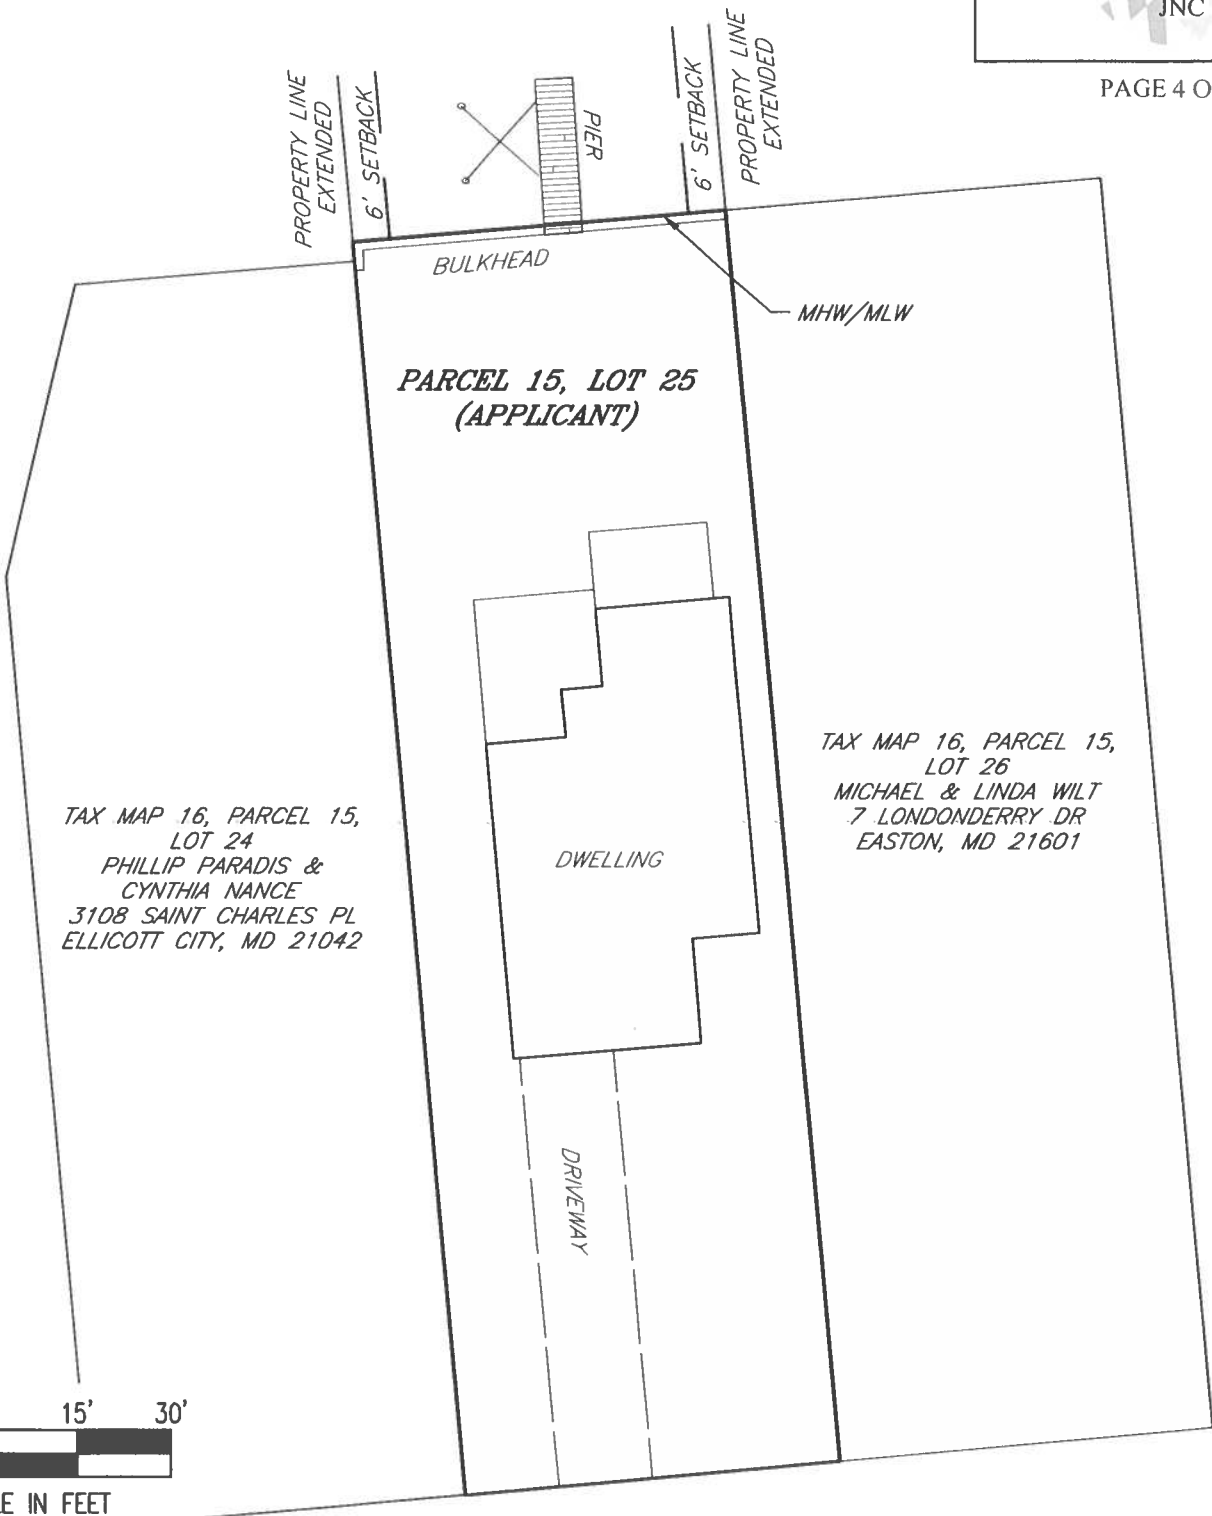 JNC
PAGE 4 O
PROPERTY LINE
EXTENDED
6' SETBACK
PIER
6' SETBACK
PROPERTY LINE
EXTENDED
BULKHEAD
MHW/MLW
PARCEL 15, LOT 25
(APPLICANT)
TAX MAP 16, PARCEL 15,
LOT 26
MICHAEL & LINDA WILT
7 LONDONDERRY DR
EASTON, MD 21601
TAX MAP 16, PARCEL 15,
LOT 24
PHILLIP PARADIS &
CYNTHIA NANCE
3108 SAINT CHARLES PL
ELLICOTT CITY, MD 21042
DWELLING
DRIVEWAY
15' 30'
E IN FEET